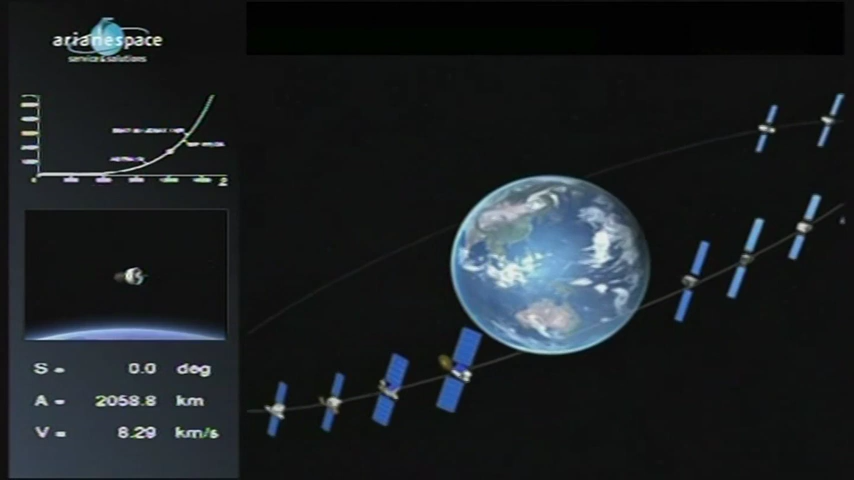 arianespace
service & solutions
S = 0.0 deg
A = 2058.8 km
V = 8.29 km/s